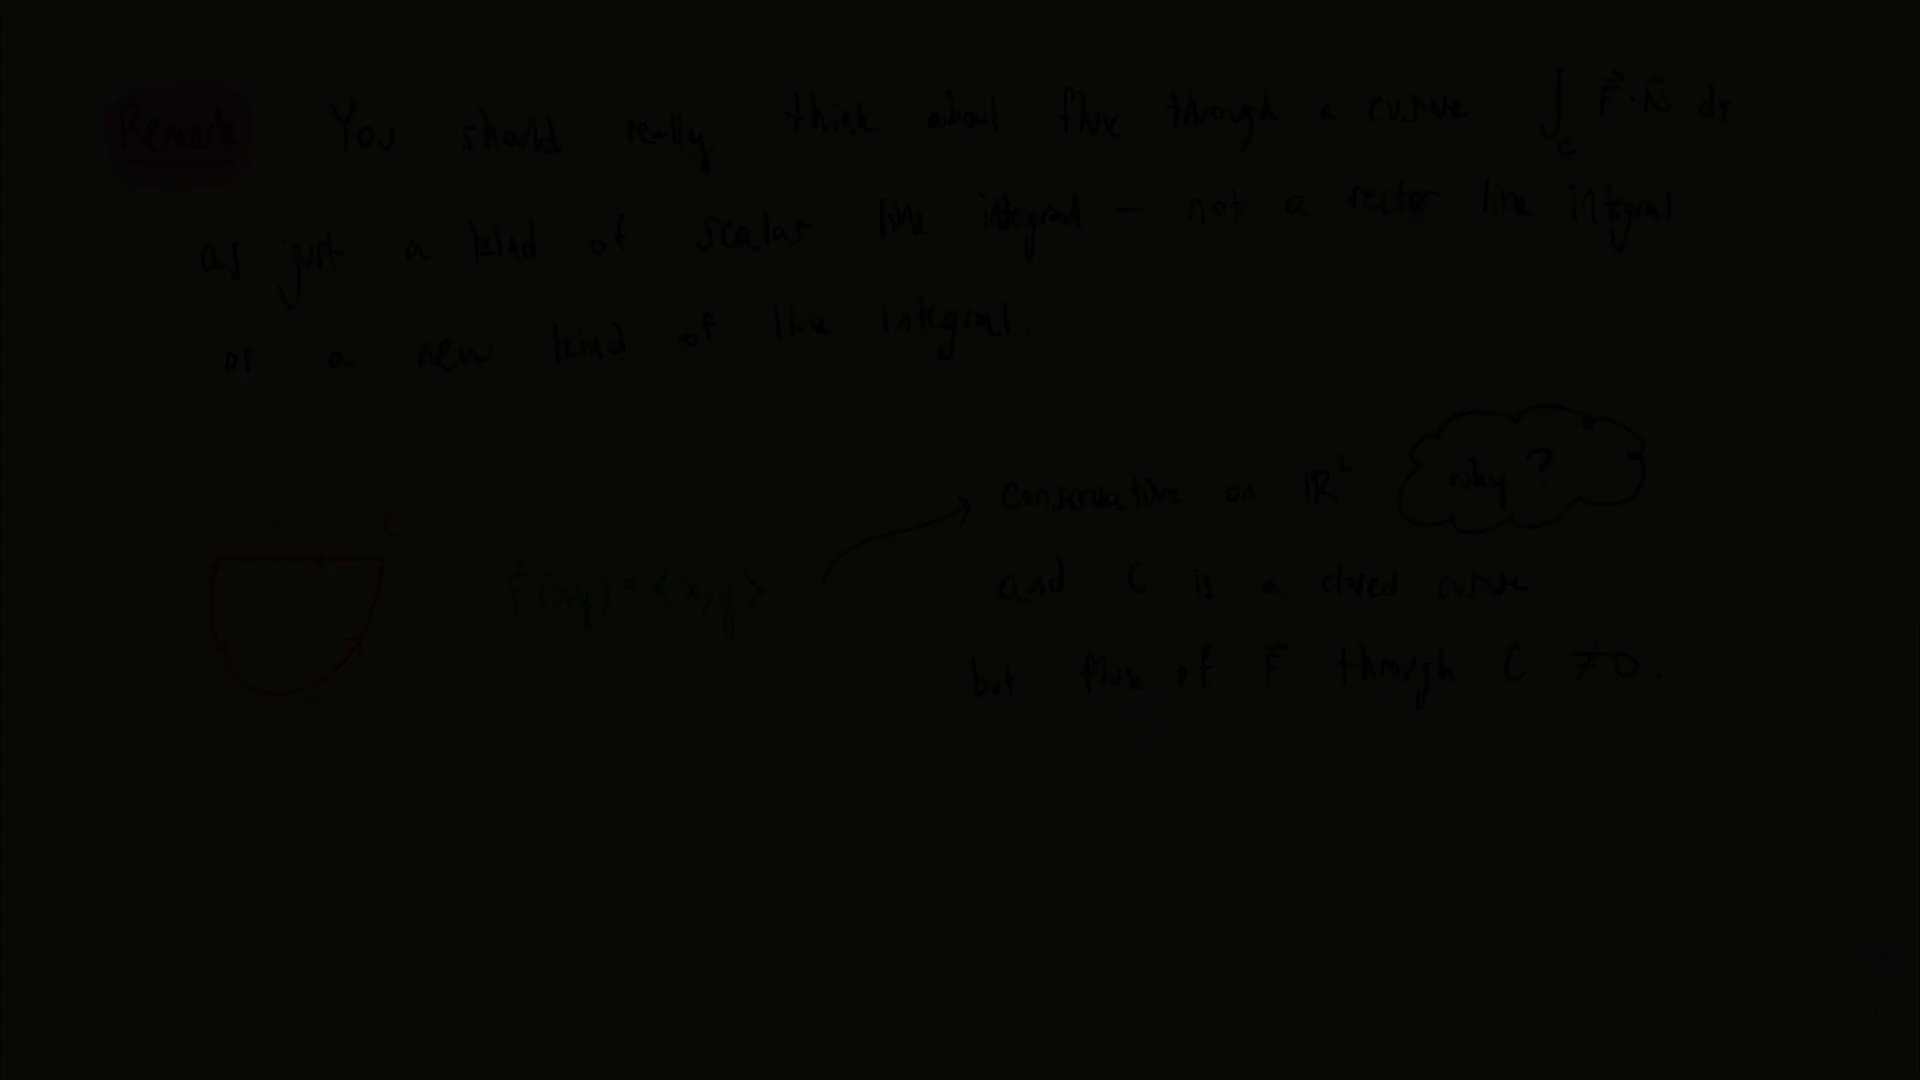 Remark You should really think about flux through a curve ∫_C F⃗·N⃗ ds
as just a kind of scalar line integral — not a vector line integral
or a new kind of line integral.
C
F⃗(x,y) = <x,y>
conservative on ℝ² why?
and C is a closed curve
but flux of F⃗ through C ≠ 0.